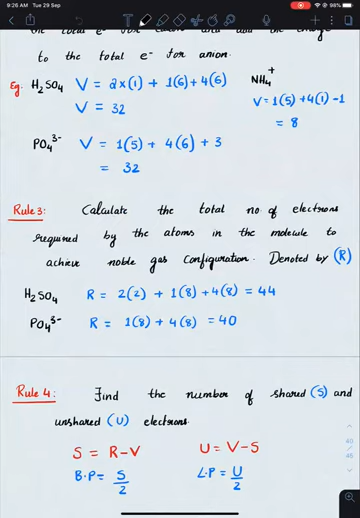 9:26 AM Tue 29 Sep
to the total e⁻ for anion.
Eg: H₂SO₄ V = 2×(1) + 1(6) + 4(6)
V = 32
NH₄⁺
V = 1(5) + 4(1) - 1
= 8
PO₄³⁻ V = 1(5) + 4(6) + 3
= 32
Rule 3: Calculate the total no. of electrons
required by the atoms in the molecule to
achieve noble gas configuration. Denoted by (R)
H₂SO₄ R = 2(2) + 1(8) + 4(8) = 44
PO₄³⁻ R = 1(8) + 4(8) = 40
Rule 4: Find the number of shared (S) and
unshared (U) electrons.
S = R - V U = V - S
B.P = S/2 L.P = U/2
40
46